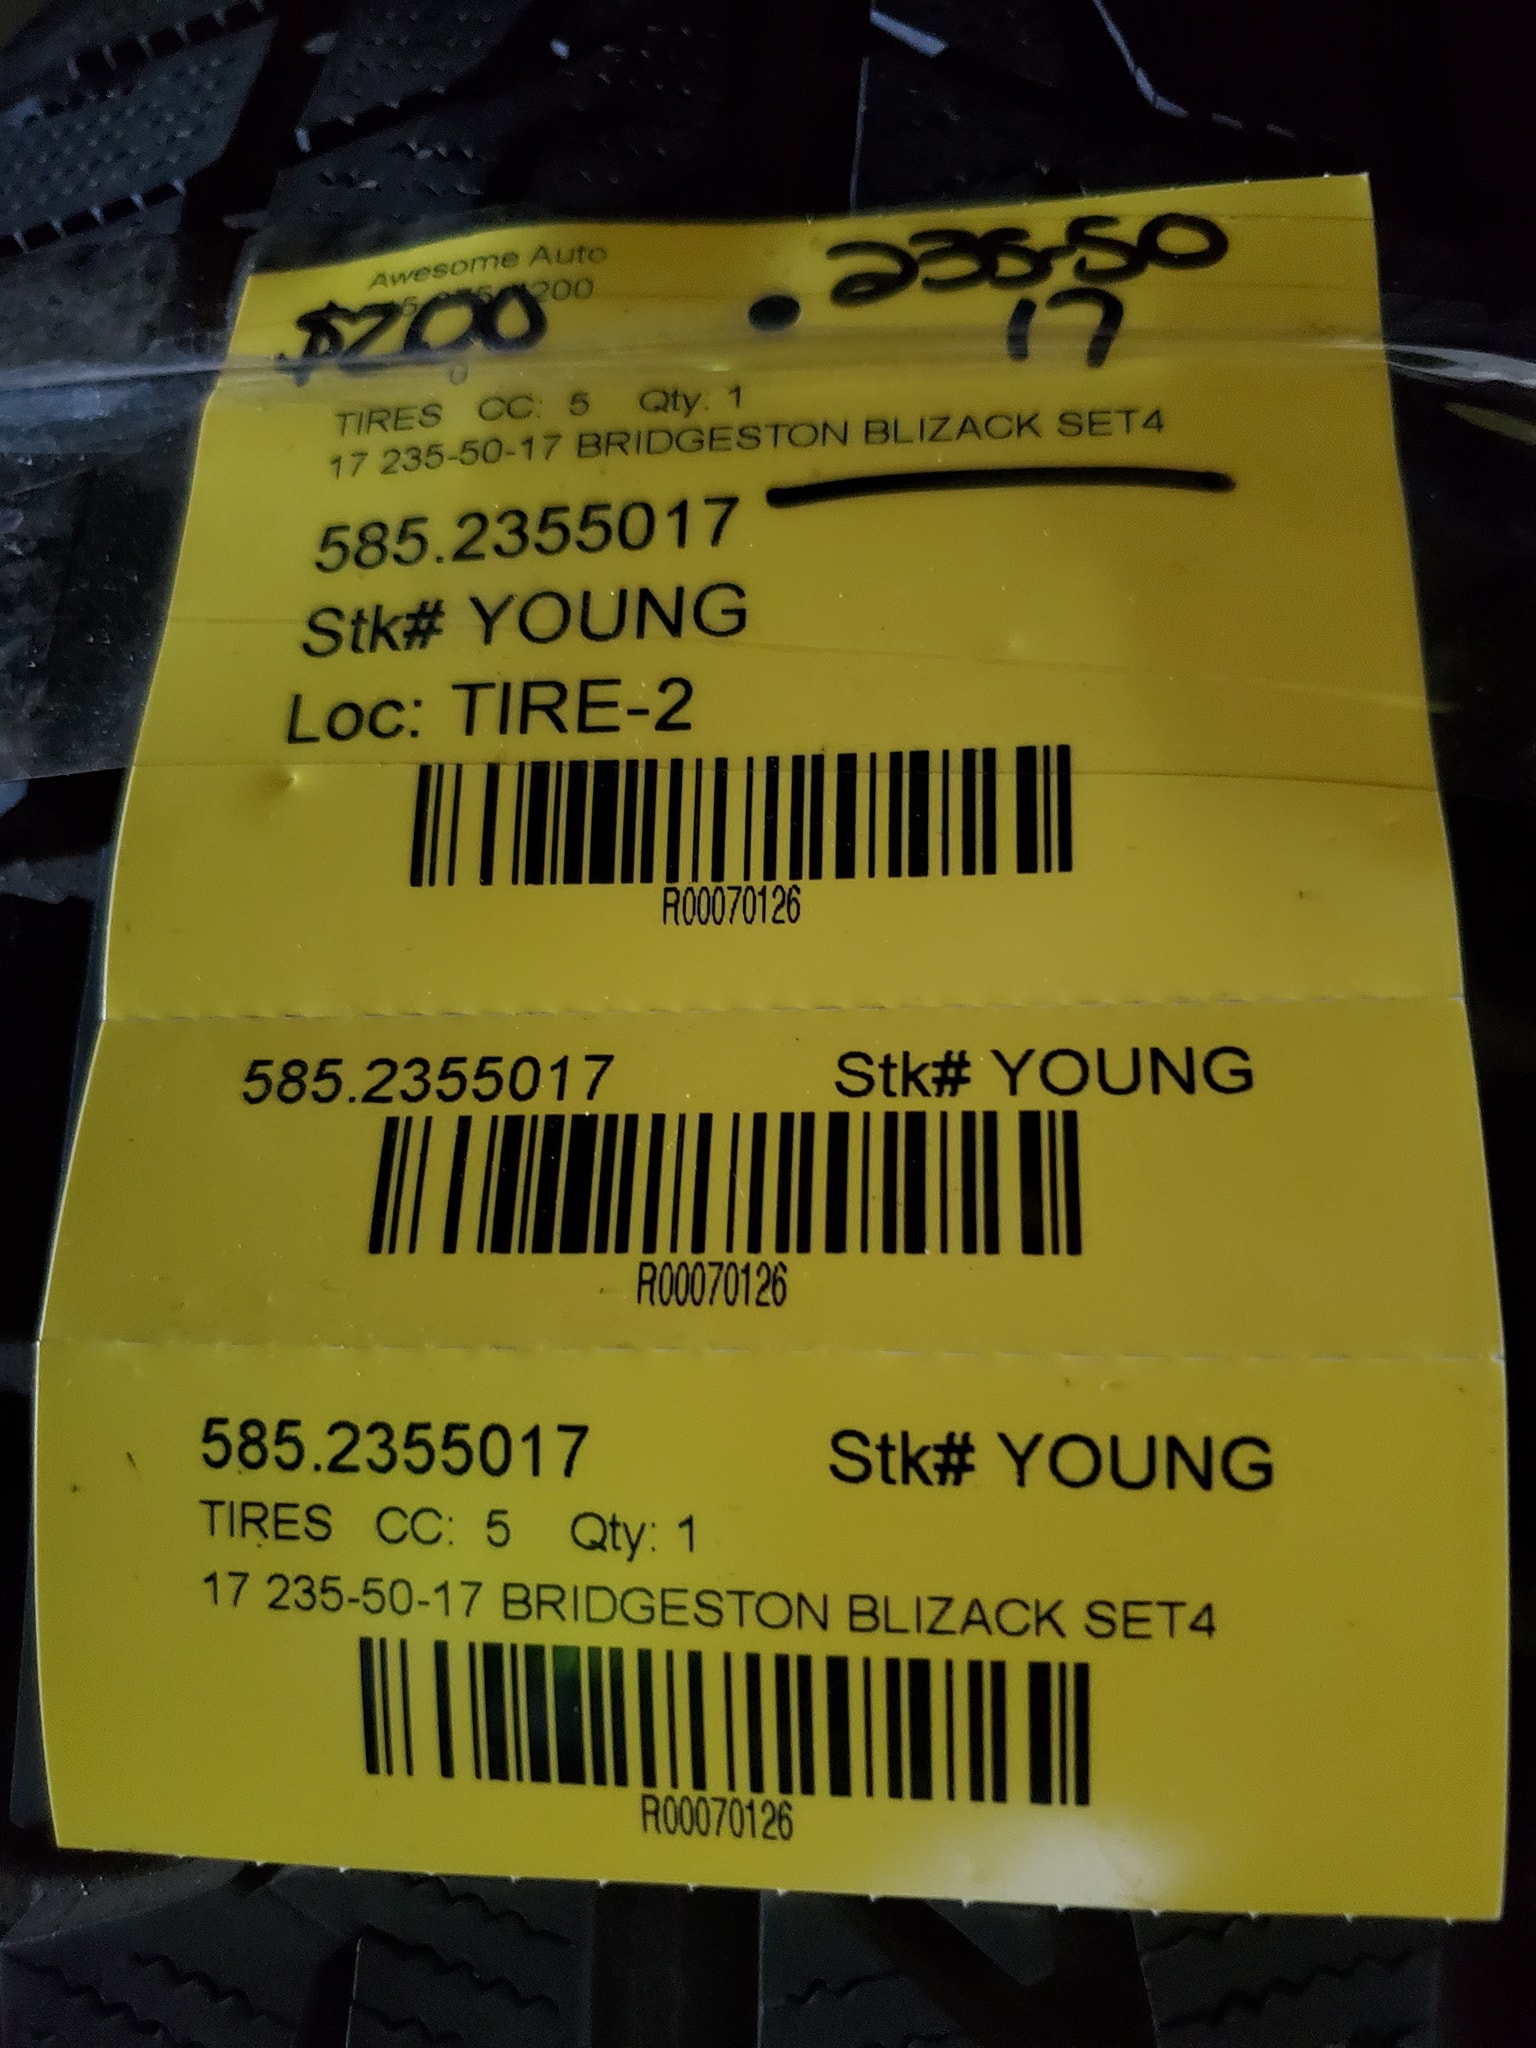 Awesome Auto
$200
235-50
17
TIRES CC: 5 Qty: 1
17 235-50-17 BRIDGESTON BLIZACK SET4
585.2355017
Stk# YOUNG
Loc: TIRE-2
R00070126
585.2355017 Stk# YOUNG
R00070126
585.2355017 Stk# YOUNG
TIRES CC: 5 Qty: 1
17 235-50-17 BRIDGESTON BLIZACK SET4
R00070126